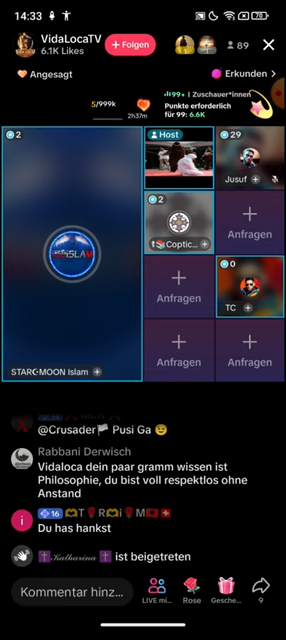 14:33
70
VidaLocaTV
6.1K Likes
+ Folgen
89
Angesagt
Erkunden >
5/999k
2h37m
99+ | Zuschauer*innen
Punkte erforderlich
für 99: 6.6K
2
Host
29
Jusuf
2
Coptic...
Anfragen
Anfragen
0
TC
Anfragen
Anfragen
ISLAM
STAR☪MOON Islam
@Crusader🏳 Pusi Ga 🤨
Rabbani Derwisch
Vidaloca dein paar gramm wissen ist
Philosophie, du bist voll respektlos ohne
Anstand
16 🫶T🌹R🫶i🌹M🇦🇱🇨🇭
Du has hankst
✝️𝒦𝒶𝓉𝒽𝒶𝓇𝒾𝓃𝒶 ✝️ ist beigetreten
Kommentar hinz...
LIVE mi...
Rose
Gesche...
9